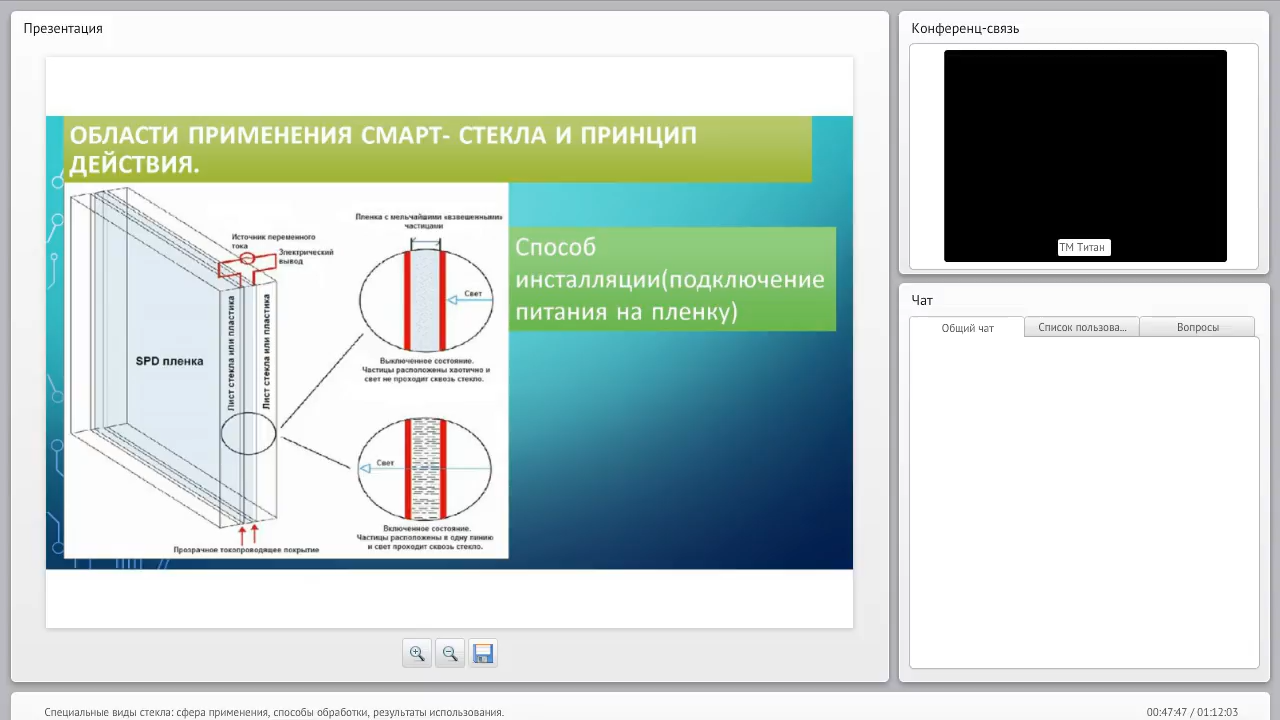 Презентация
ОБЛАСТИ ПРИМЕНЕНИЯ СМАРТ- СТЕКЛА И ПРИНЦИП
ДЕЙСТВИЯ.
Источник переменного
тока
Электрический
вывод
SPD пленка
Лист стекла или пластика
Лист стекла или пластика
Прозрачное токопроводящее покрытие
Пленка с мельчайшими «взвешенными»
частицами
Свет
Выключенное состояние.
Частицы расположены хаотично и
свет не проходит сквозь стекло.
Свет
Включенное состояние.
Частицы расположены в одну линию
и свет проходит сквозь стекло.
Способ
инсталляции(подключение
питания на пленку)
Конференц-связь
ТМ Титан
Чат
Общий чат
Список пользова...
Вопросы
Специальные виды стекла: сфера применения, способы обработки, результаты использования.
00:47:47 / 01:12:03